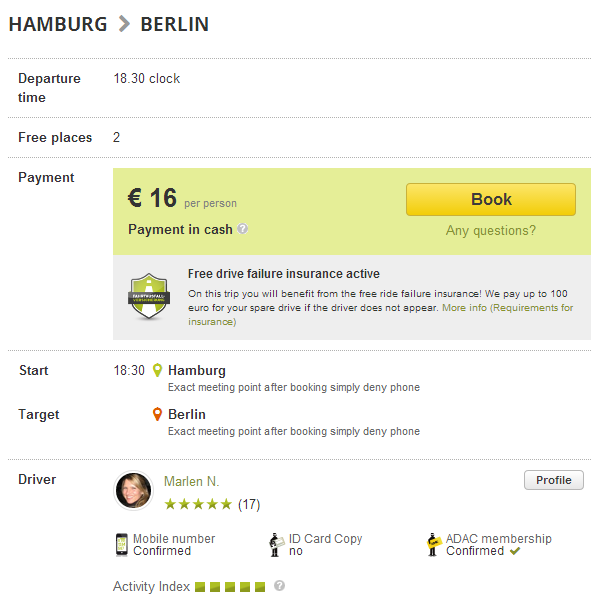 HAMBURG > BERLIN
Departure time
18.30 clock
Free places 2
Payment
€ 16 per person
Book
Payment in cash ?
Any questions?
FAHRTAUSFALL-
VERSICHERUNG
Free drive failure insurance active
On this trip you will benefit from the free ride failure insurance! We pay up to 100
euro for your spare drive if the driver does not appear. More info (Requirements for
insurance)
Start 18:30 Hamburg
Exact meeting point after booking simply deny phone
Target Berlin
Exact meeting point after booking simply deny phone
Driver
Marlen N.
Profile
(17)
Mobile number
Confirmed
ID Card Copy
no
ADAC membership
Confirmed
Activity Index ?